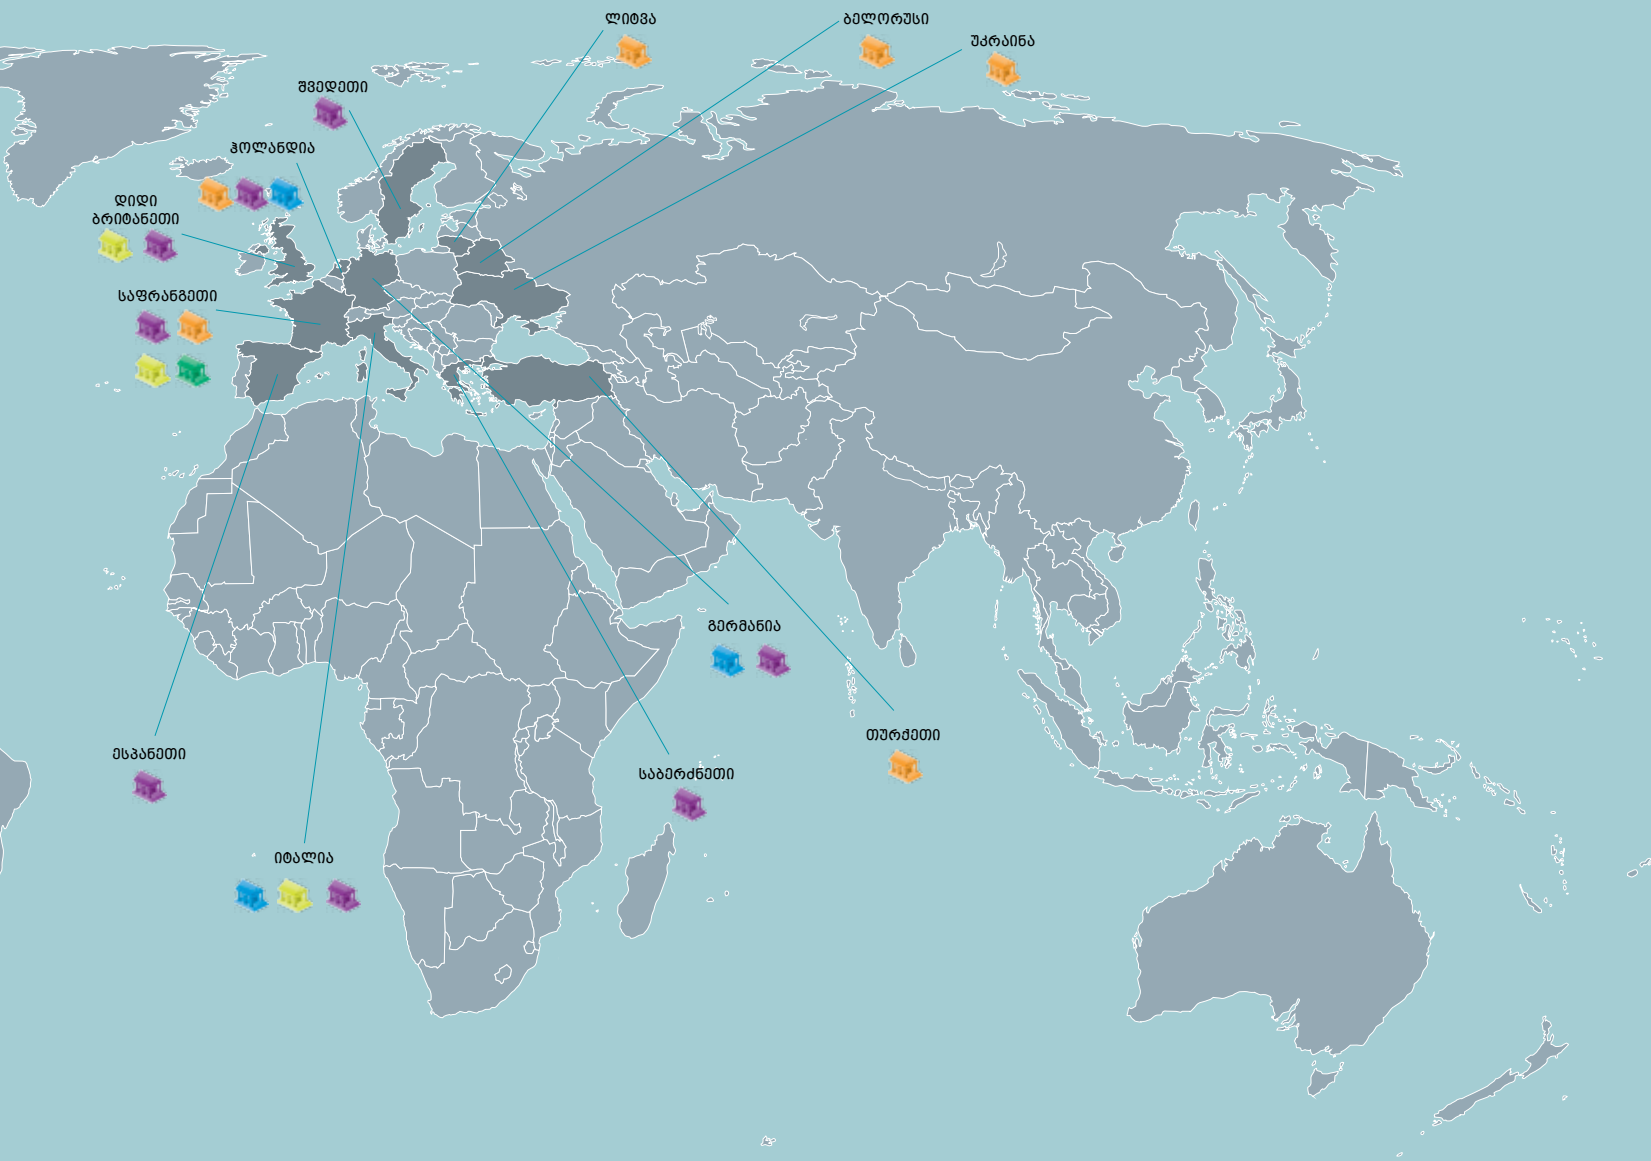 ლიტვა
ბელორუსი
უკრაინა
შვედეთი
ჰოლანდია
დიდი
ბრიტანეთი
საფრანგეთი
გერმანია
თურქეთი
ესპანეთი
საბერძნეთი
იტალია